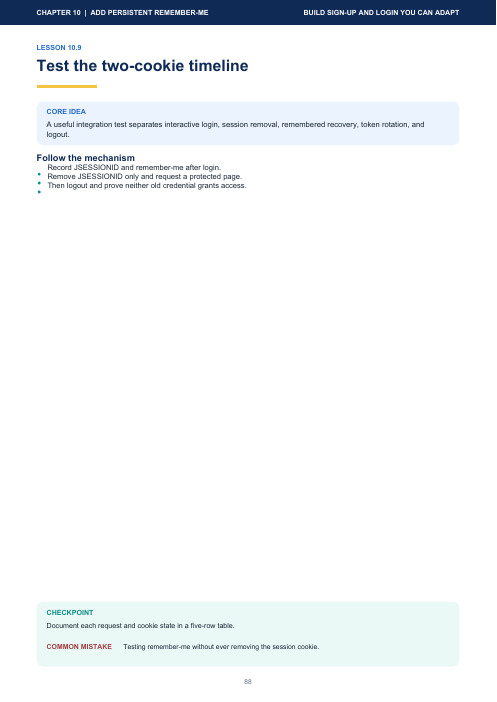 CHAPTER 10 | ADD PERSISTENT REMEMBER-ME
BUILD SIGN-UP AND LOGIN YOU CAN ADAPT
LESSON 10.9
Test the two-cookie timeline
CORE IDEA
A useful integration test separates interactive login, session removal, remembered recovery, token rotation, and
logout.
Follow the mechanism
Record JSESSIONID and remember-me after login.
Remove JSESSIONID only and request a protected page.
Then logout and prove neither old credential grants access.
CHECKPOINT
Document each request and cookie state in a five-row table.
COMMON MISTAKE Testing remember-me without ever removing the session cookie.
88